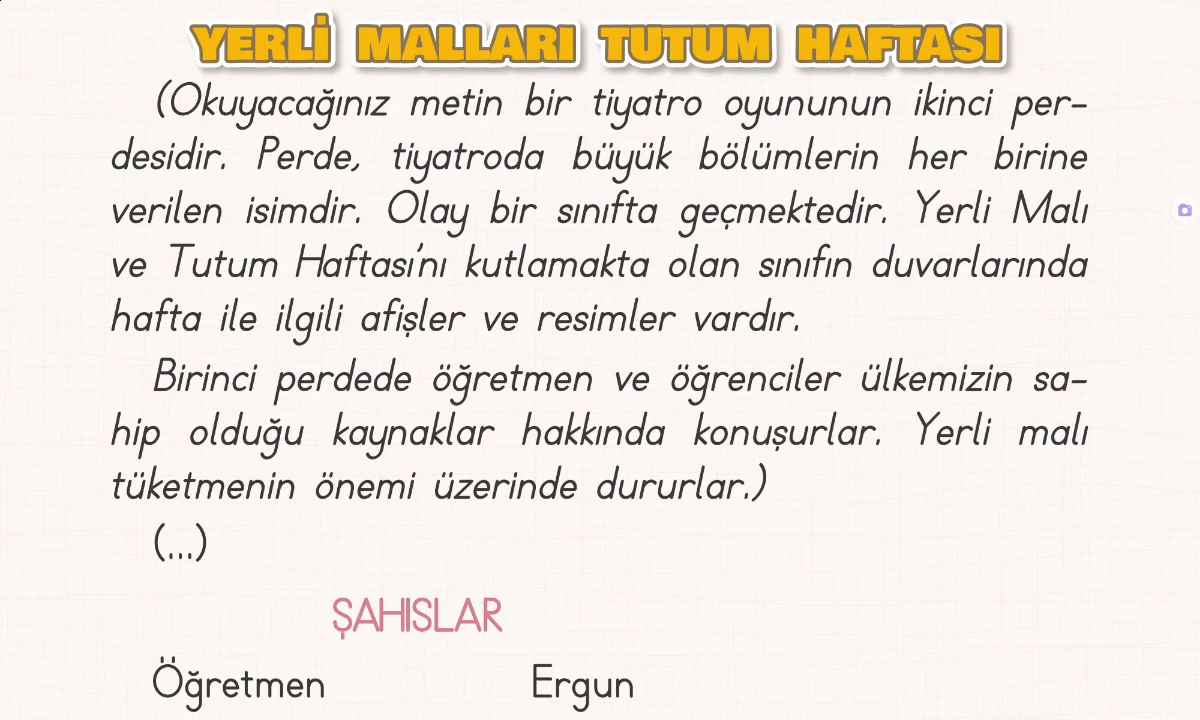 YERLİ MALLARI TUTUM HAFTASI
(Okuyacağınız metin bir tiyatro oyununun ikinci per-
desidir. Perde, tiyatroda büyük bölümlerin her birine
verilen isimdir. Olay bir sınıfta geçmektedir. Yerli Malı
ve Tutum Haftası'nı kutlamakta olan sınıfın duvarlarında
hafta ile ilgili afişler ve resimler vardır.
Birinci perdede öğretmen ve öğrenciler ülkemizin sa-
hip olduğu kaynaklar hakkında konuşurlar. Yerli malı
tüketmenin önemi üzerinde dururlar.)
(...)
ŞAHISLAR
Öğretmen Ergun